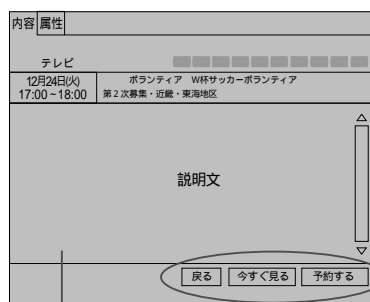 内容 属性
テレビ
12月24日(火) ボランティア W杯サッカーボランティア
17:00~18:00 第2次募集・近畿・東海地区
説明文
戻る 今すぐ見る 予約する